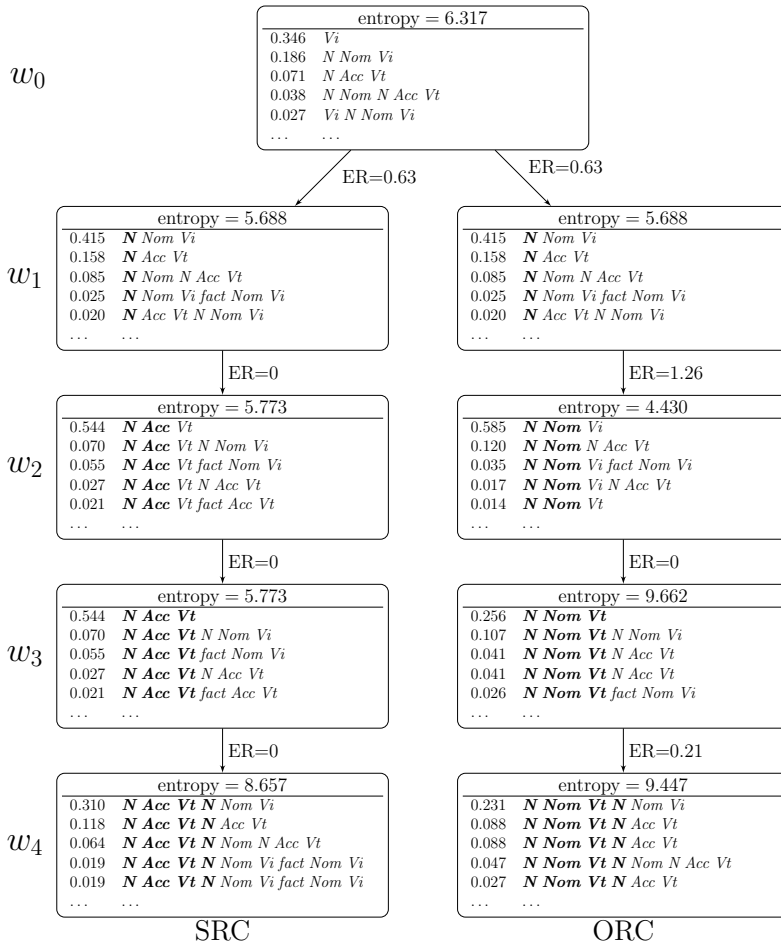 entropy = 6.317
0.346 Vi
0.186 N Nom Vi
0.071 N Acc Vt
0.038 N Nom N Acc Vt
0.027 Vi N Nom Vi
... ...
w0
ER=0.63
ER=0.63
entropy = 5.688
0.415 N Nom Vi
0.158 N Acc Vt
0.085 N Nom N Acc Vt
0.025 N Nom Vi fact Nom Vi
0.020 N Acc Vt N Nom Vi
... ...
entropy = 5.688
0.415 N Nom Vi
0.158 N Acc Vt
0.085 N Nom N Acc Vt
0.025 N Nom Vi fact Nom Vi
0.020 N Acc Vt N Nom Vi
... ...
w1
ER=0
ER=1.26
entropy = 5.773
0.544 N Acc Vt
0.070 N Acc Vt N Nom Vi
0.055 N Acc Vt fact Nom Vi
0.027 N Acc Vt N Acc Vt
0.021 N Acc Vt fact Acc Vt
... ...
entropy = 4.430
0.585 N Nom Vi
0.120 N Nom N Acc Vt
0.035 N Nom Vi fact Nom Vi
0.017 N Nom Vi N Acc Vt
0.014 N Nom Vt
... ...
w2
ER=0
ER=0
entropy = 5.773
0.544 N Acc Vt
0.070 N Acc Vt N Nom Vi
0.055 N Acc Vt fact Nom Vi
0.027 N Acc Vt N Acc Vt
0.021 N Acc Vt fact Acc Vt
... ...
entropy = 9.662
0.256 N Nom Vt
0.107 N Nom Vt N Nom Vi
0.041 N Nom Vt N Acc Vt
0.041 N Nom Vt N Acc Vt
0.026 N Nom Vt fact Nom Vi
... ...
w3
ER=0
ER=0.21
entropy = 8.657
0.310 N Acc Vt N Nom Vi
0.118 N Acc Vt N Acc Vt
0.064 N Acc Vt N Nom N Acc Vt
0.019 N Acc Vt N Nom Vi fact Nom Vi
0.019 N Acc Vt N Nom Vi fact Nom Vi
... ...
entropy = 9.447
0.231 N Nom Vt N Nom Vi
0.088 N Nom Vt N Acc Vt
0.088 N Nom Vt N Acc Vt
0.047 N Nom Vt N Nom N Acc Vt
0.027 N Nom Vt N Acc Vt
... ...
w4
SRC
ORC